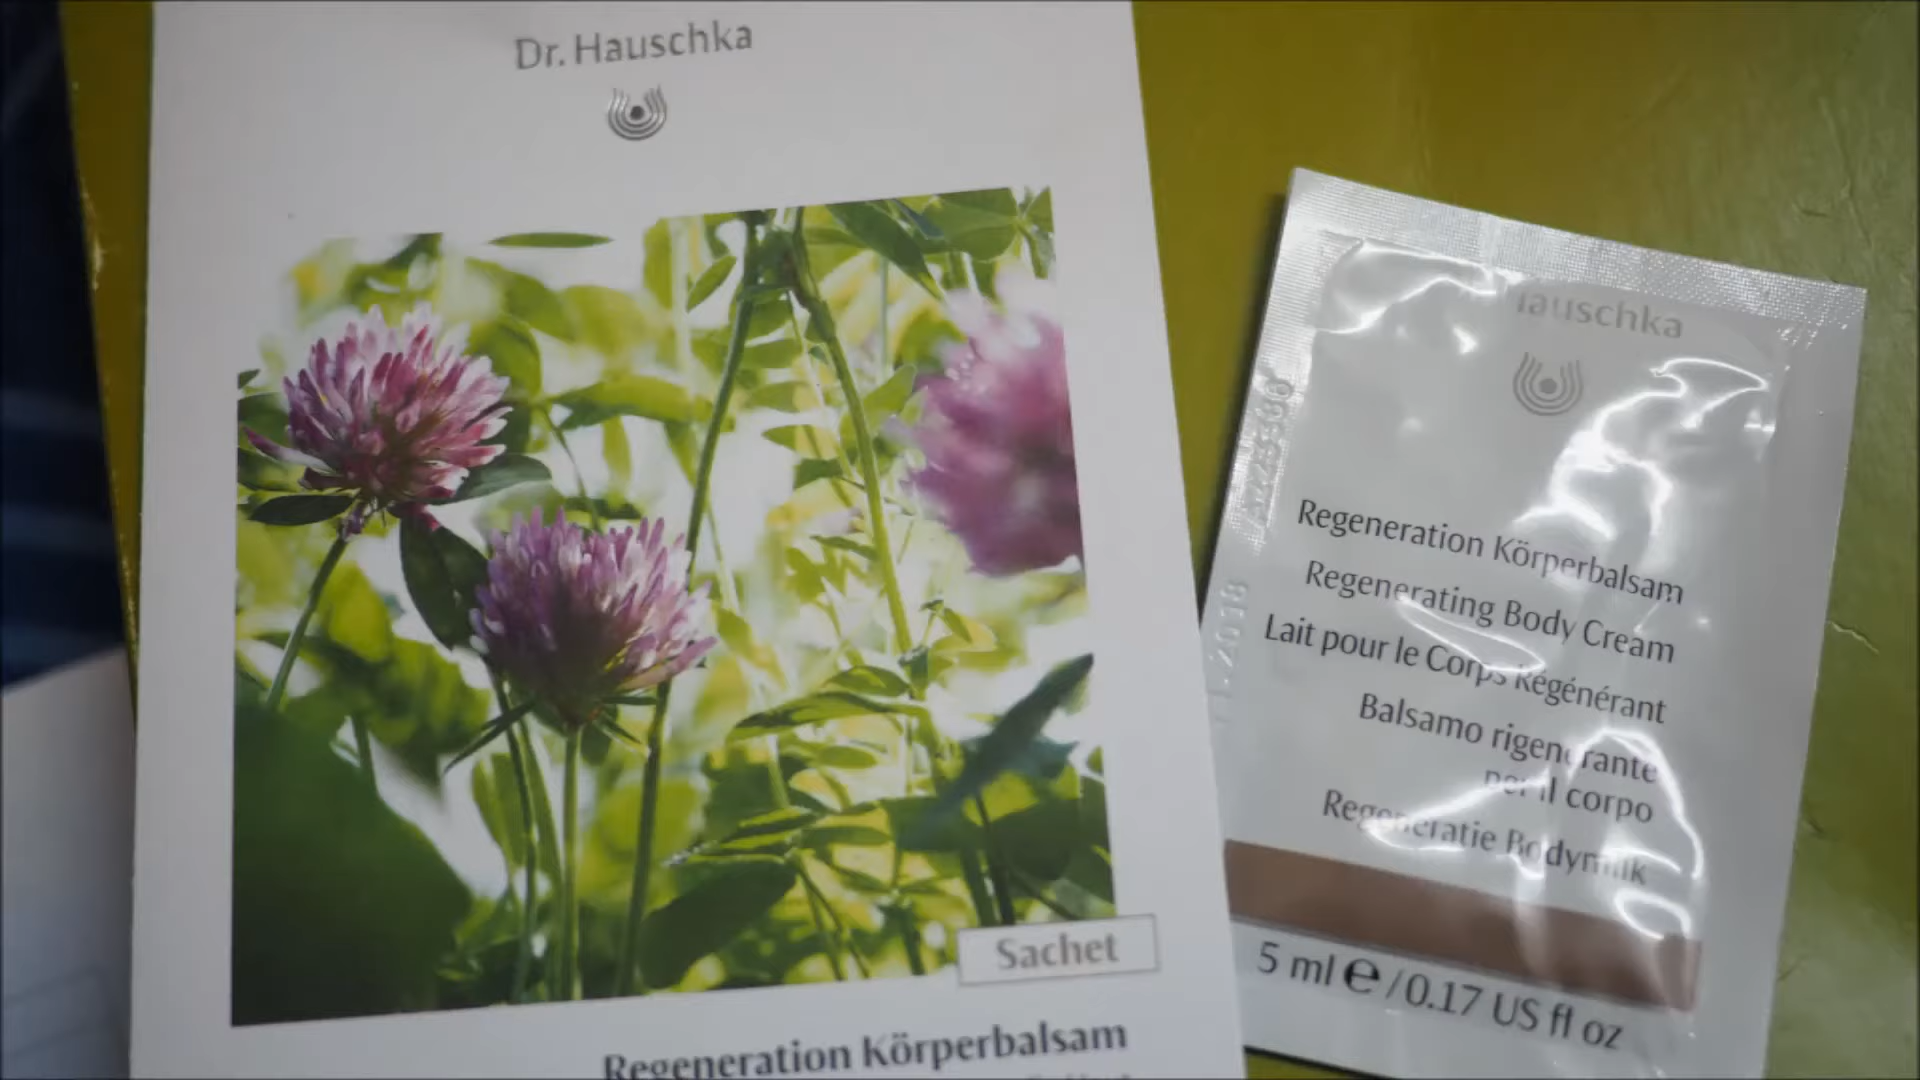 Dr. Hauschka
Sachet
Regeneration Körperbalsam
Hauschka
Regeneration Körperbalsam
Regenerating Body Cream
Lait pour le Corps Régénérant
Balsamo rigenerante
per il corpo
Regeneratie Bodymilk
5 ml e / 0.17 US fl oz